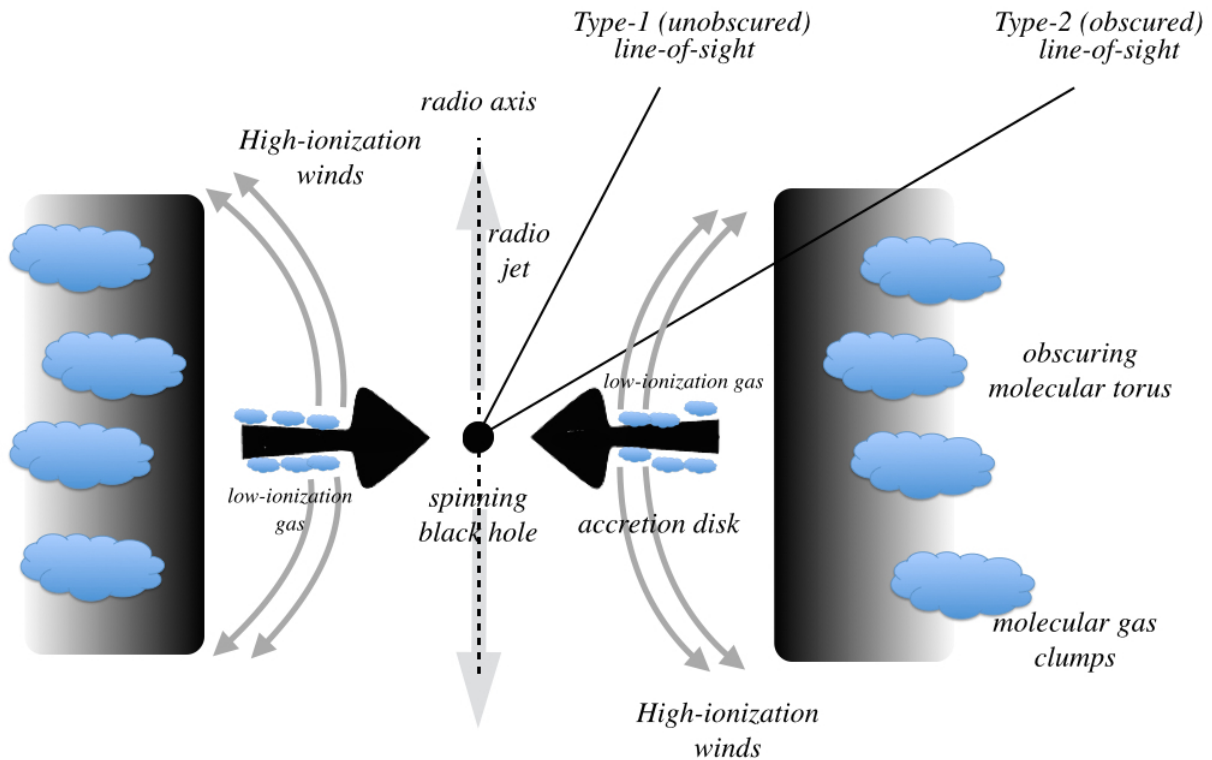 Type-1 (unobscured)
line-of-sight
Type-2 (obscured)
line-of-sight
radio axis
High-ionization
winds
radio
jet
low-ionization gas
obscuring
molecular torus
low-ionization
gas
spinning
black hole
accretion disk
molecular gas
clumps
High-ionization
winds